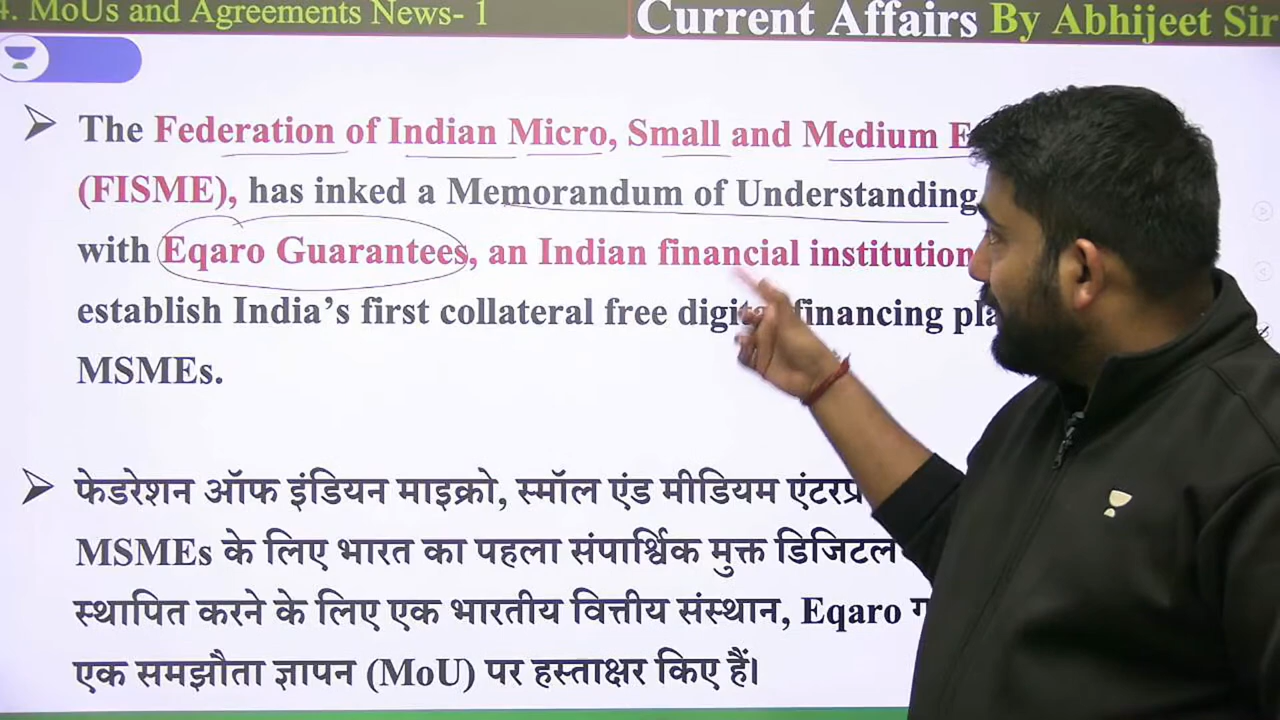 4. MoUs and Agreements News- 1
Current Affairs By Abhijeet Sir
The Federation of Indian Micro, Small and Medium E
(FISME), has inked a Memorandum of Understanding
with Eqaro Guarantees, an Indian financial institution
establish India's first collateral free digital financing pla
MSMEs.
फेडरेशन ऑफ इंडियन माइक्रो, स्मॉल एंड मीडियम एंटरप्र
MSMEs के लिए भारत का पहला संपार्श्विक मुक्त डिजिटल
स्थापित करने के लिए एक भारतीय वित्तीय संस्थान, Eqaro ग
एक समझौता ज्ञापन (MoU) पर हस्ताक्षर किए हैं।